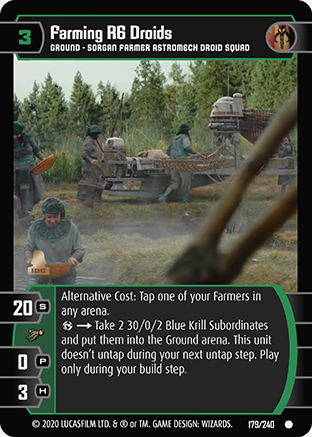 3
Farming R6 Droids
GROUND - SORGAN FARMER ASTROMECH DROID SQUAD
IDC
20 S
0 P
3 H
Alternative Cost: Tap one of your Farmers in
any arena.
→ Take 2 30/0/2 Blue Krill Subordinates
and put them into the Ground arena. This unit
doesn't untap during your next untap step. Play
only during your build step.
© 2020 LUCASFILM LTD. & ® OR TM. GAME DESIGN: WIZARDS.
179/240